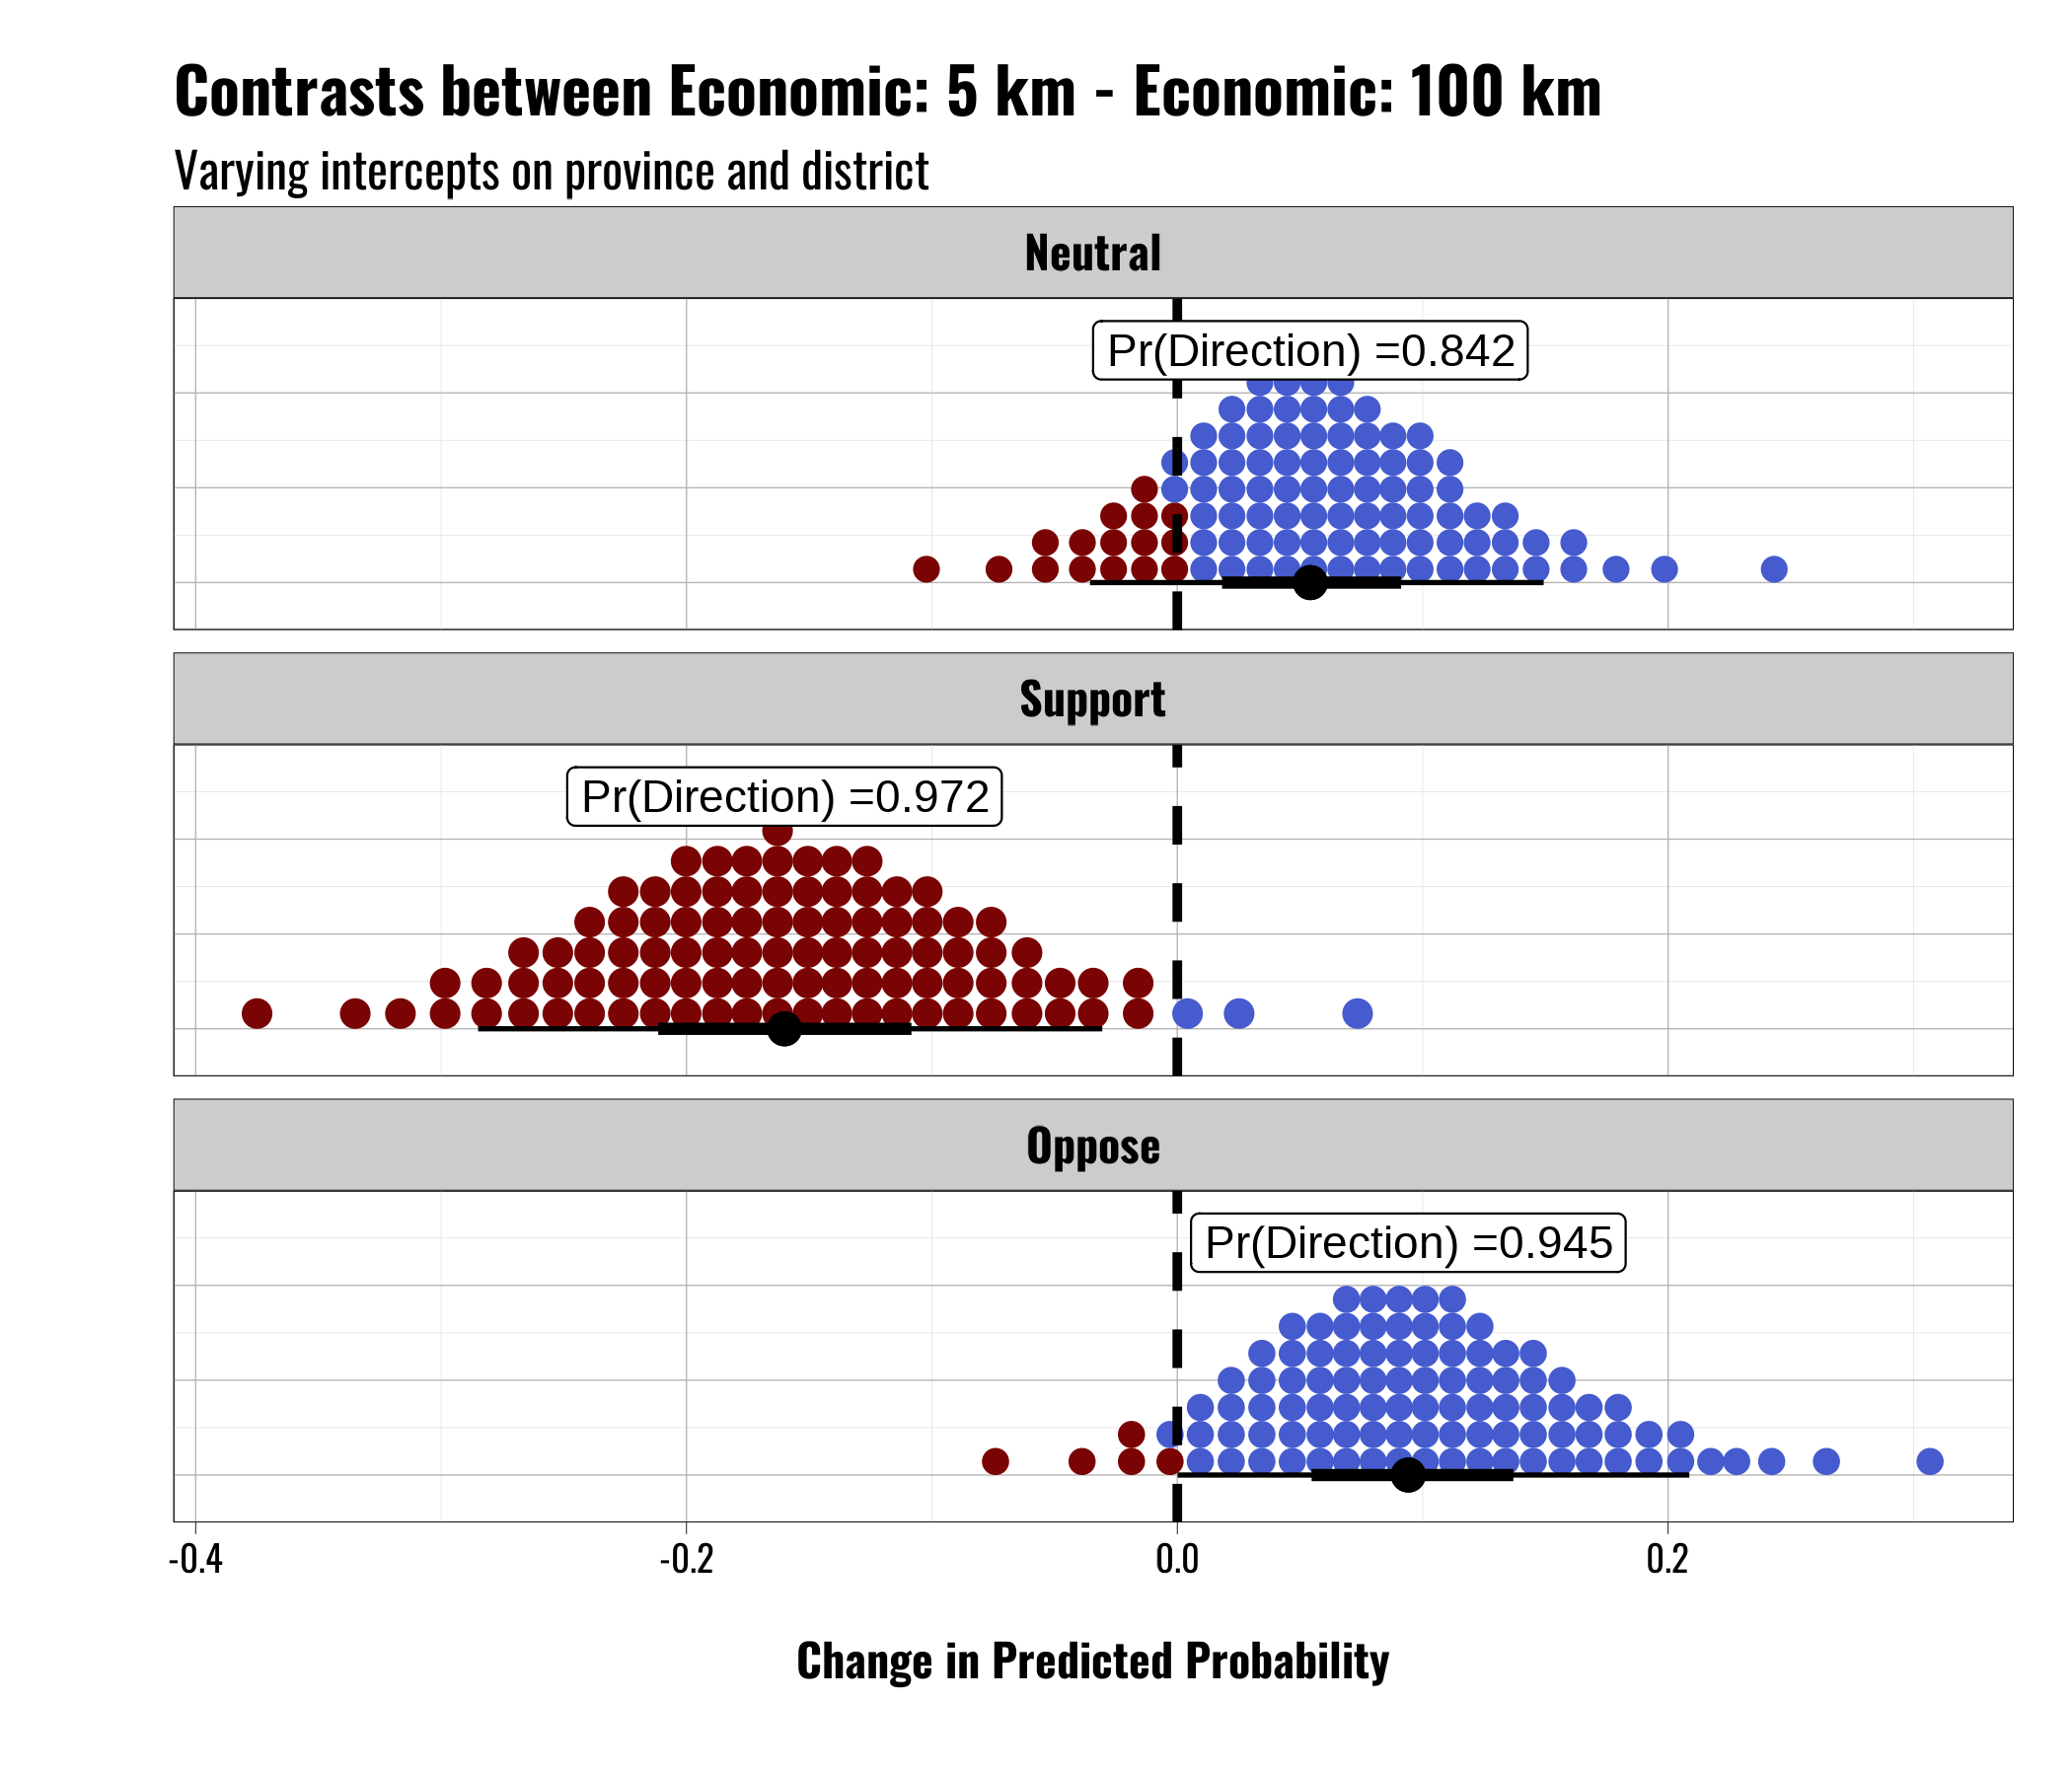 Contrasts between Economic: 5 km - Economic: 100 km
Varying intercepts on province and district
Neutral
Pr(Direction) =0.842
Support
Pr(Direction) =0.972
Oppose
Pr(Direction) =0.945
-0.4 -0.2 0.0 0.2
Change in Predicted Probability